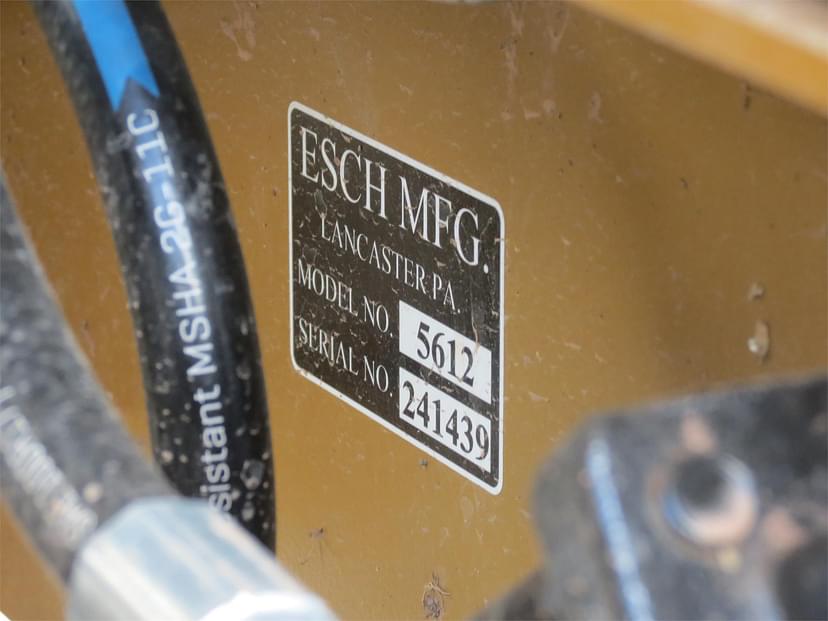 ESCH MFG.
LANCASTER PA.
MODEL NO. 5612
SERIAL NO. 241439
sistant MSHA 2G-11C